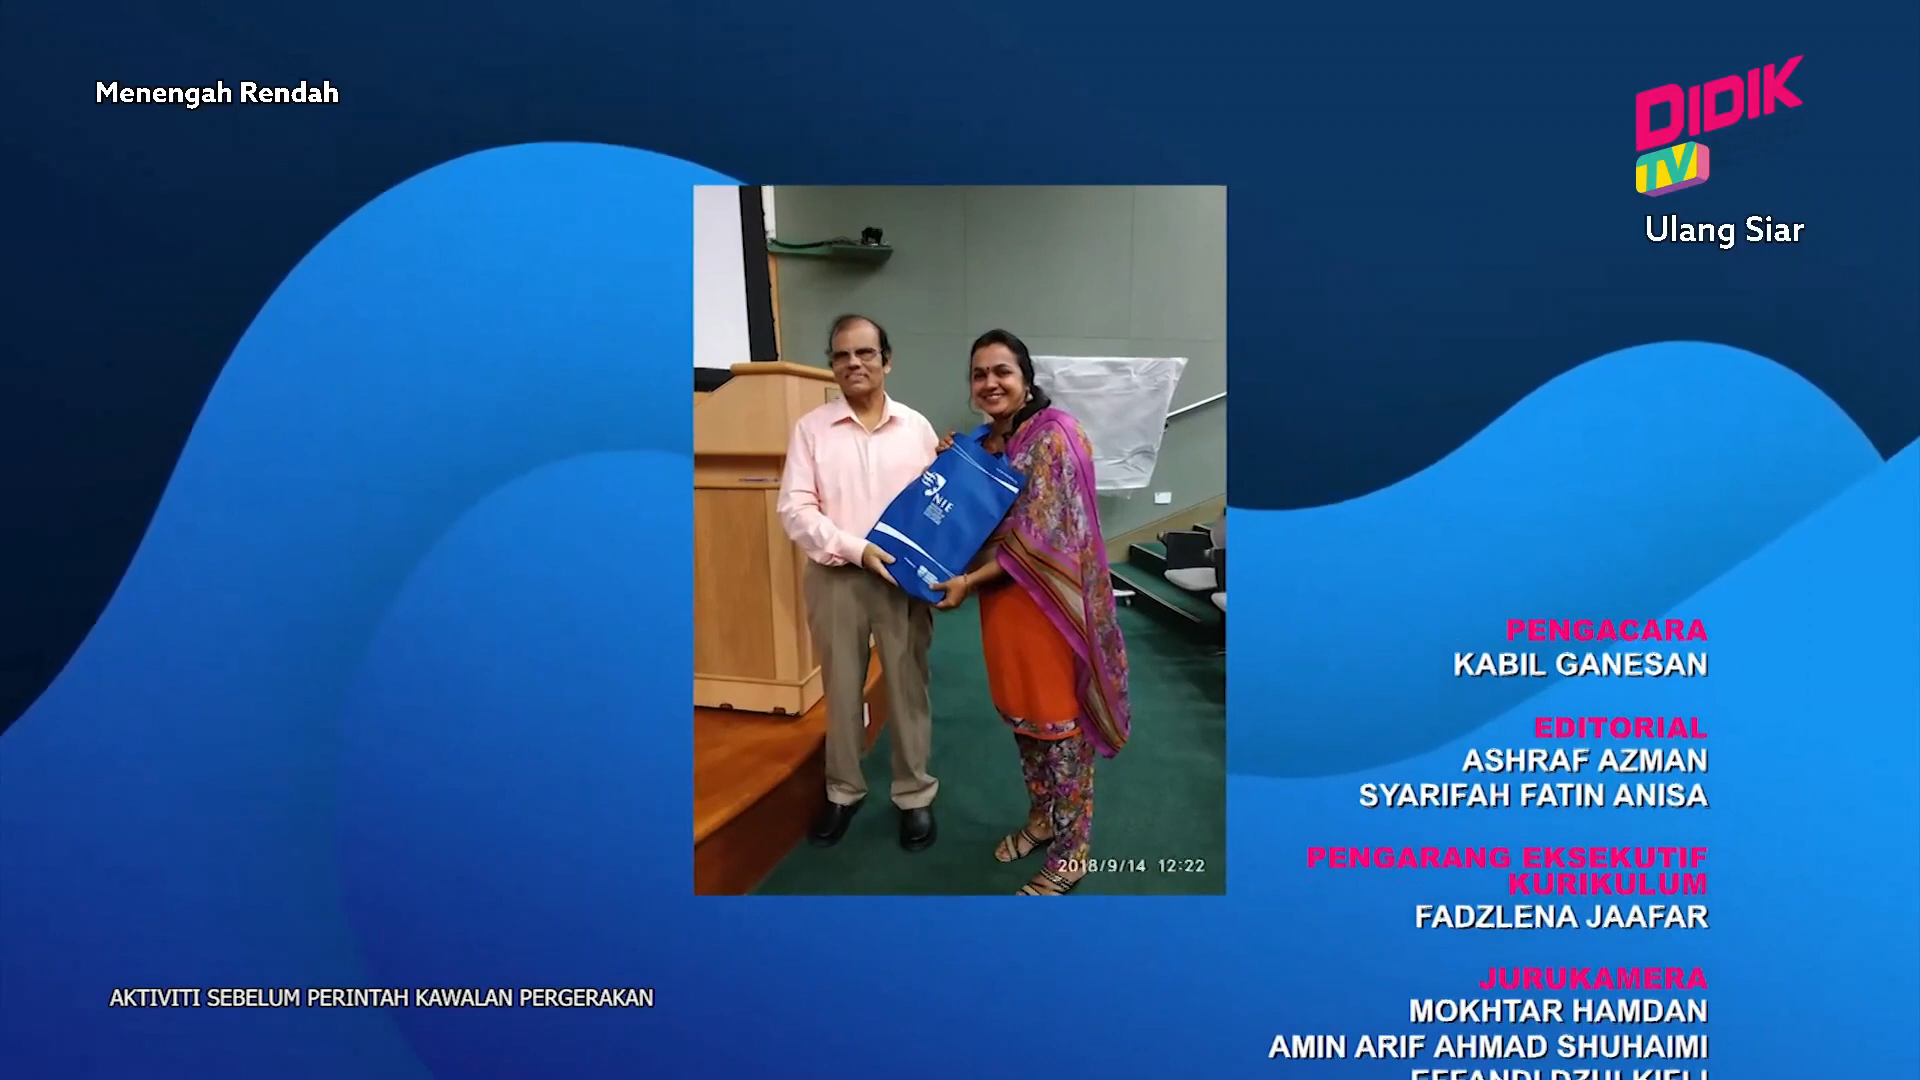 Menengah Rendah
DIDIK
TV
Ulang Siar
NIE
2018/9/14 12:22
PENGACARA
KABIL GANESAN
EDITORIAL
ASHRAF AZMAN
SYARIFAH FATIN ANISA
PENGARANG EKSEKUTIF
KURIKULUM
FADZLENA JAAFAR
JURUKAMERA
MOKHTAR HAMDAN
AMIN ARIF AHMAD SHUHAIMI
AKTIVITI SEBELUM PERINTAH KAWALAN PERGERAKAN